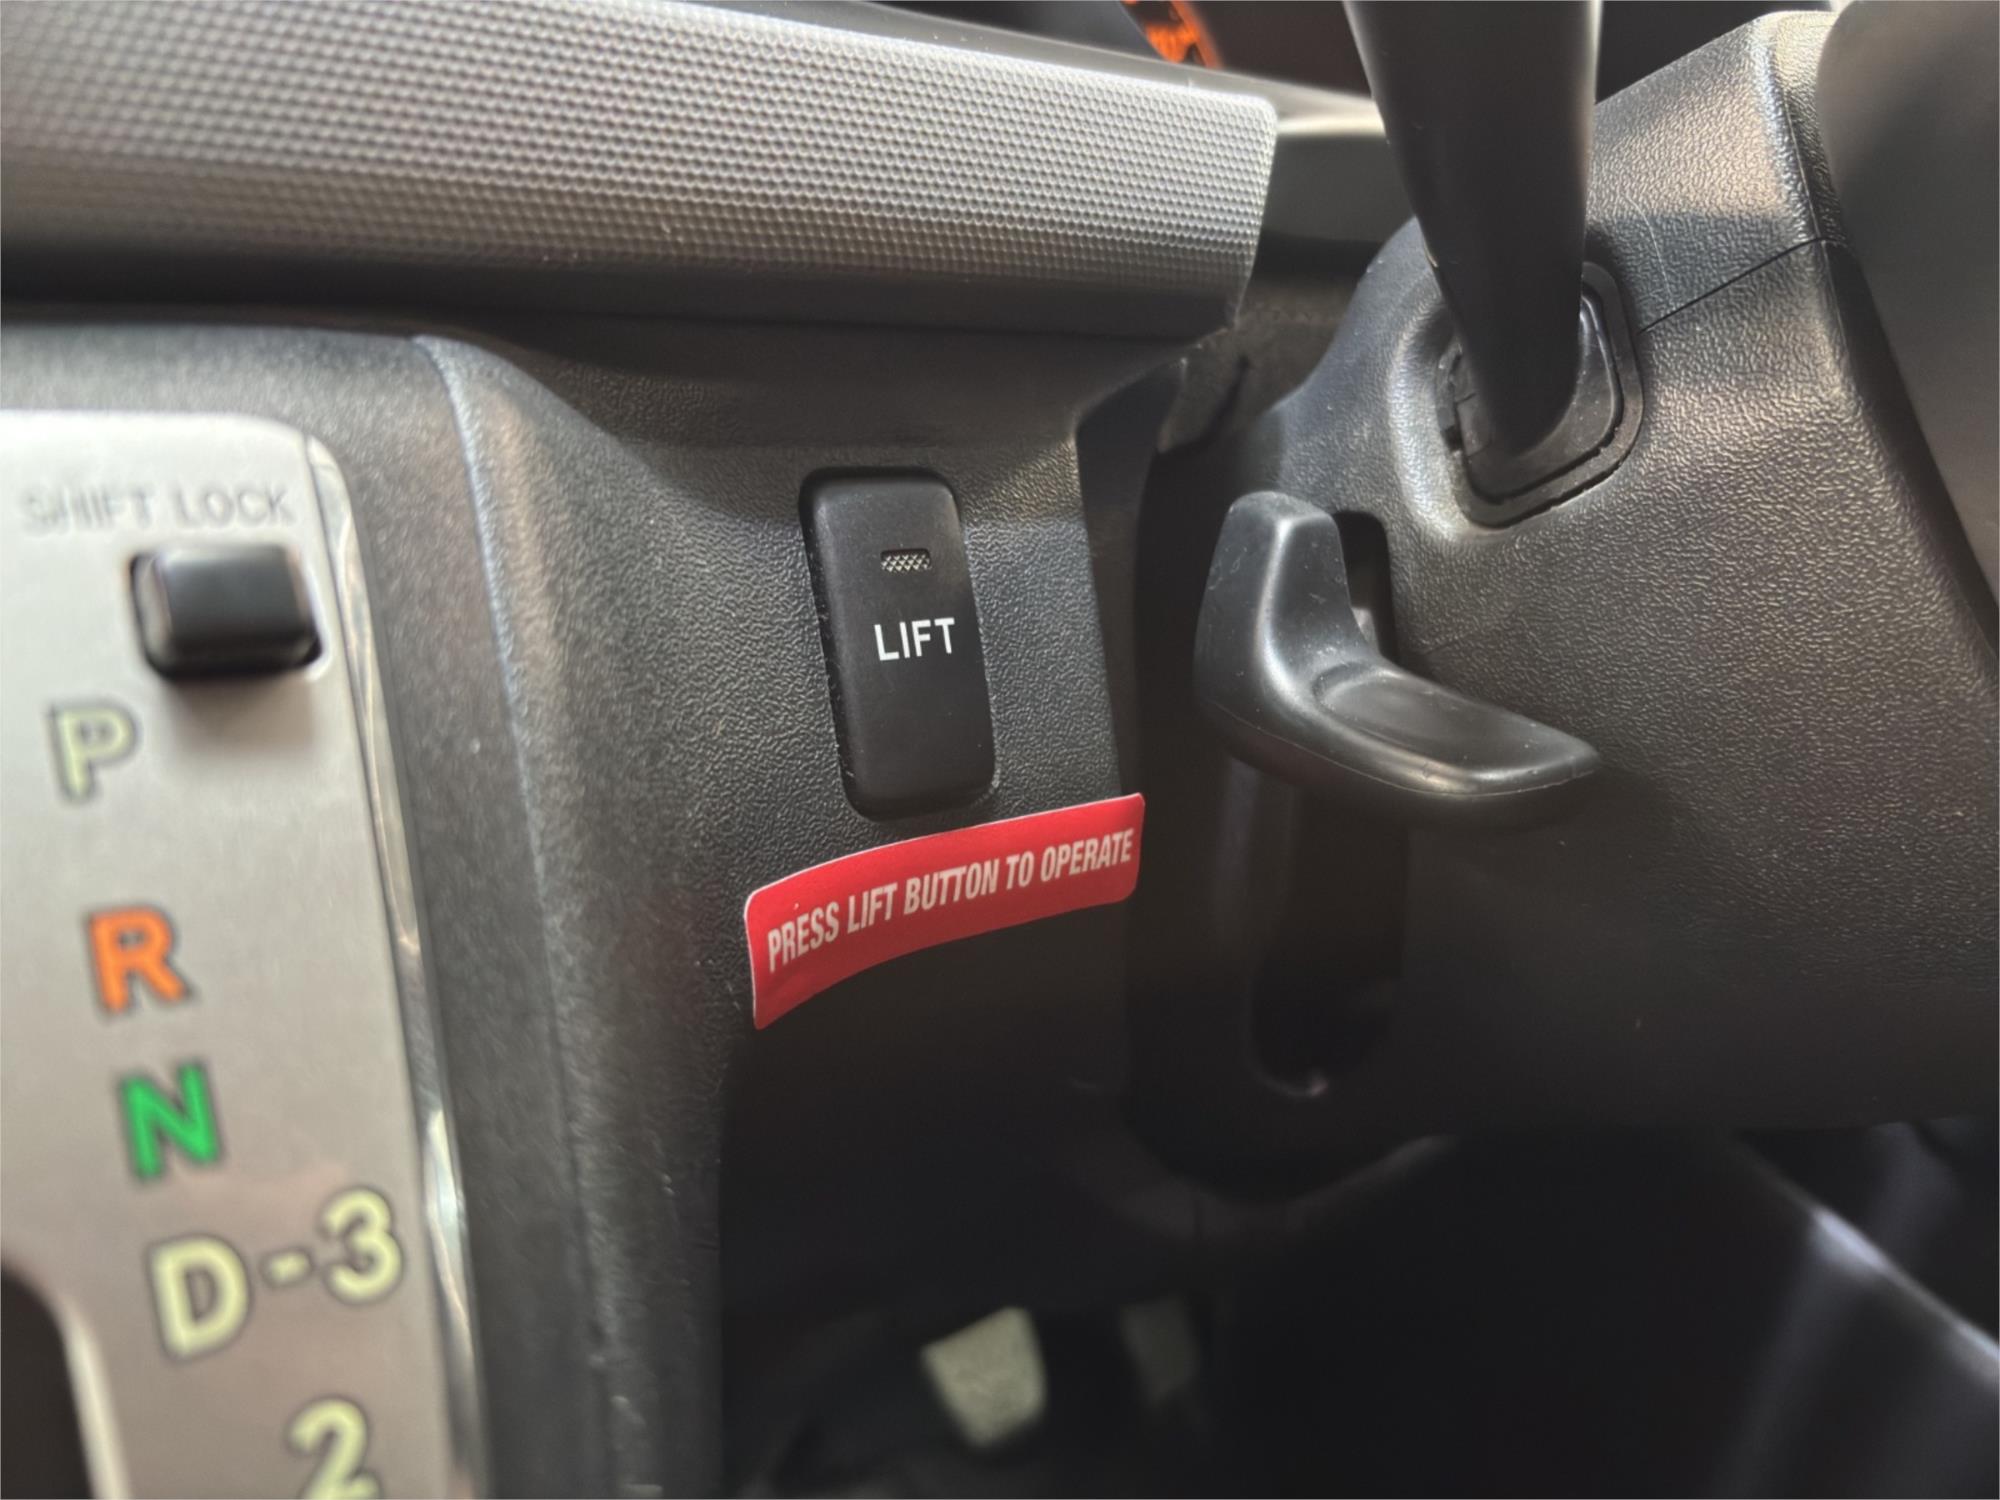 SHIFT LOCK
P
R
N
D-3
2
LIFT
PRESS LIFT BUTTON TO OPERATE